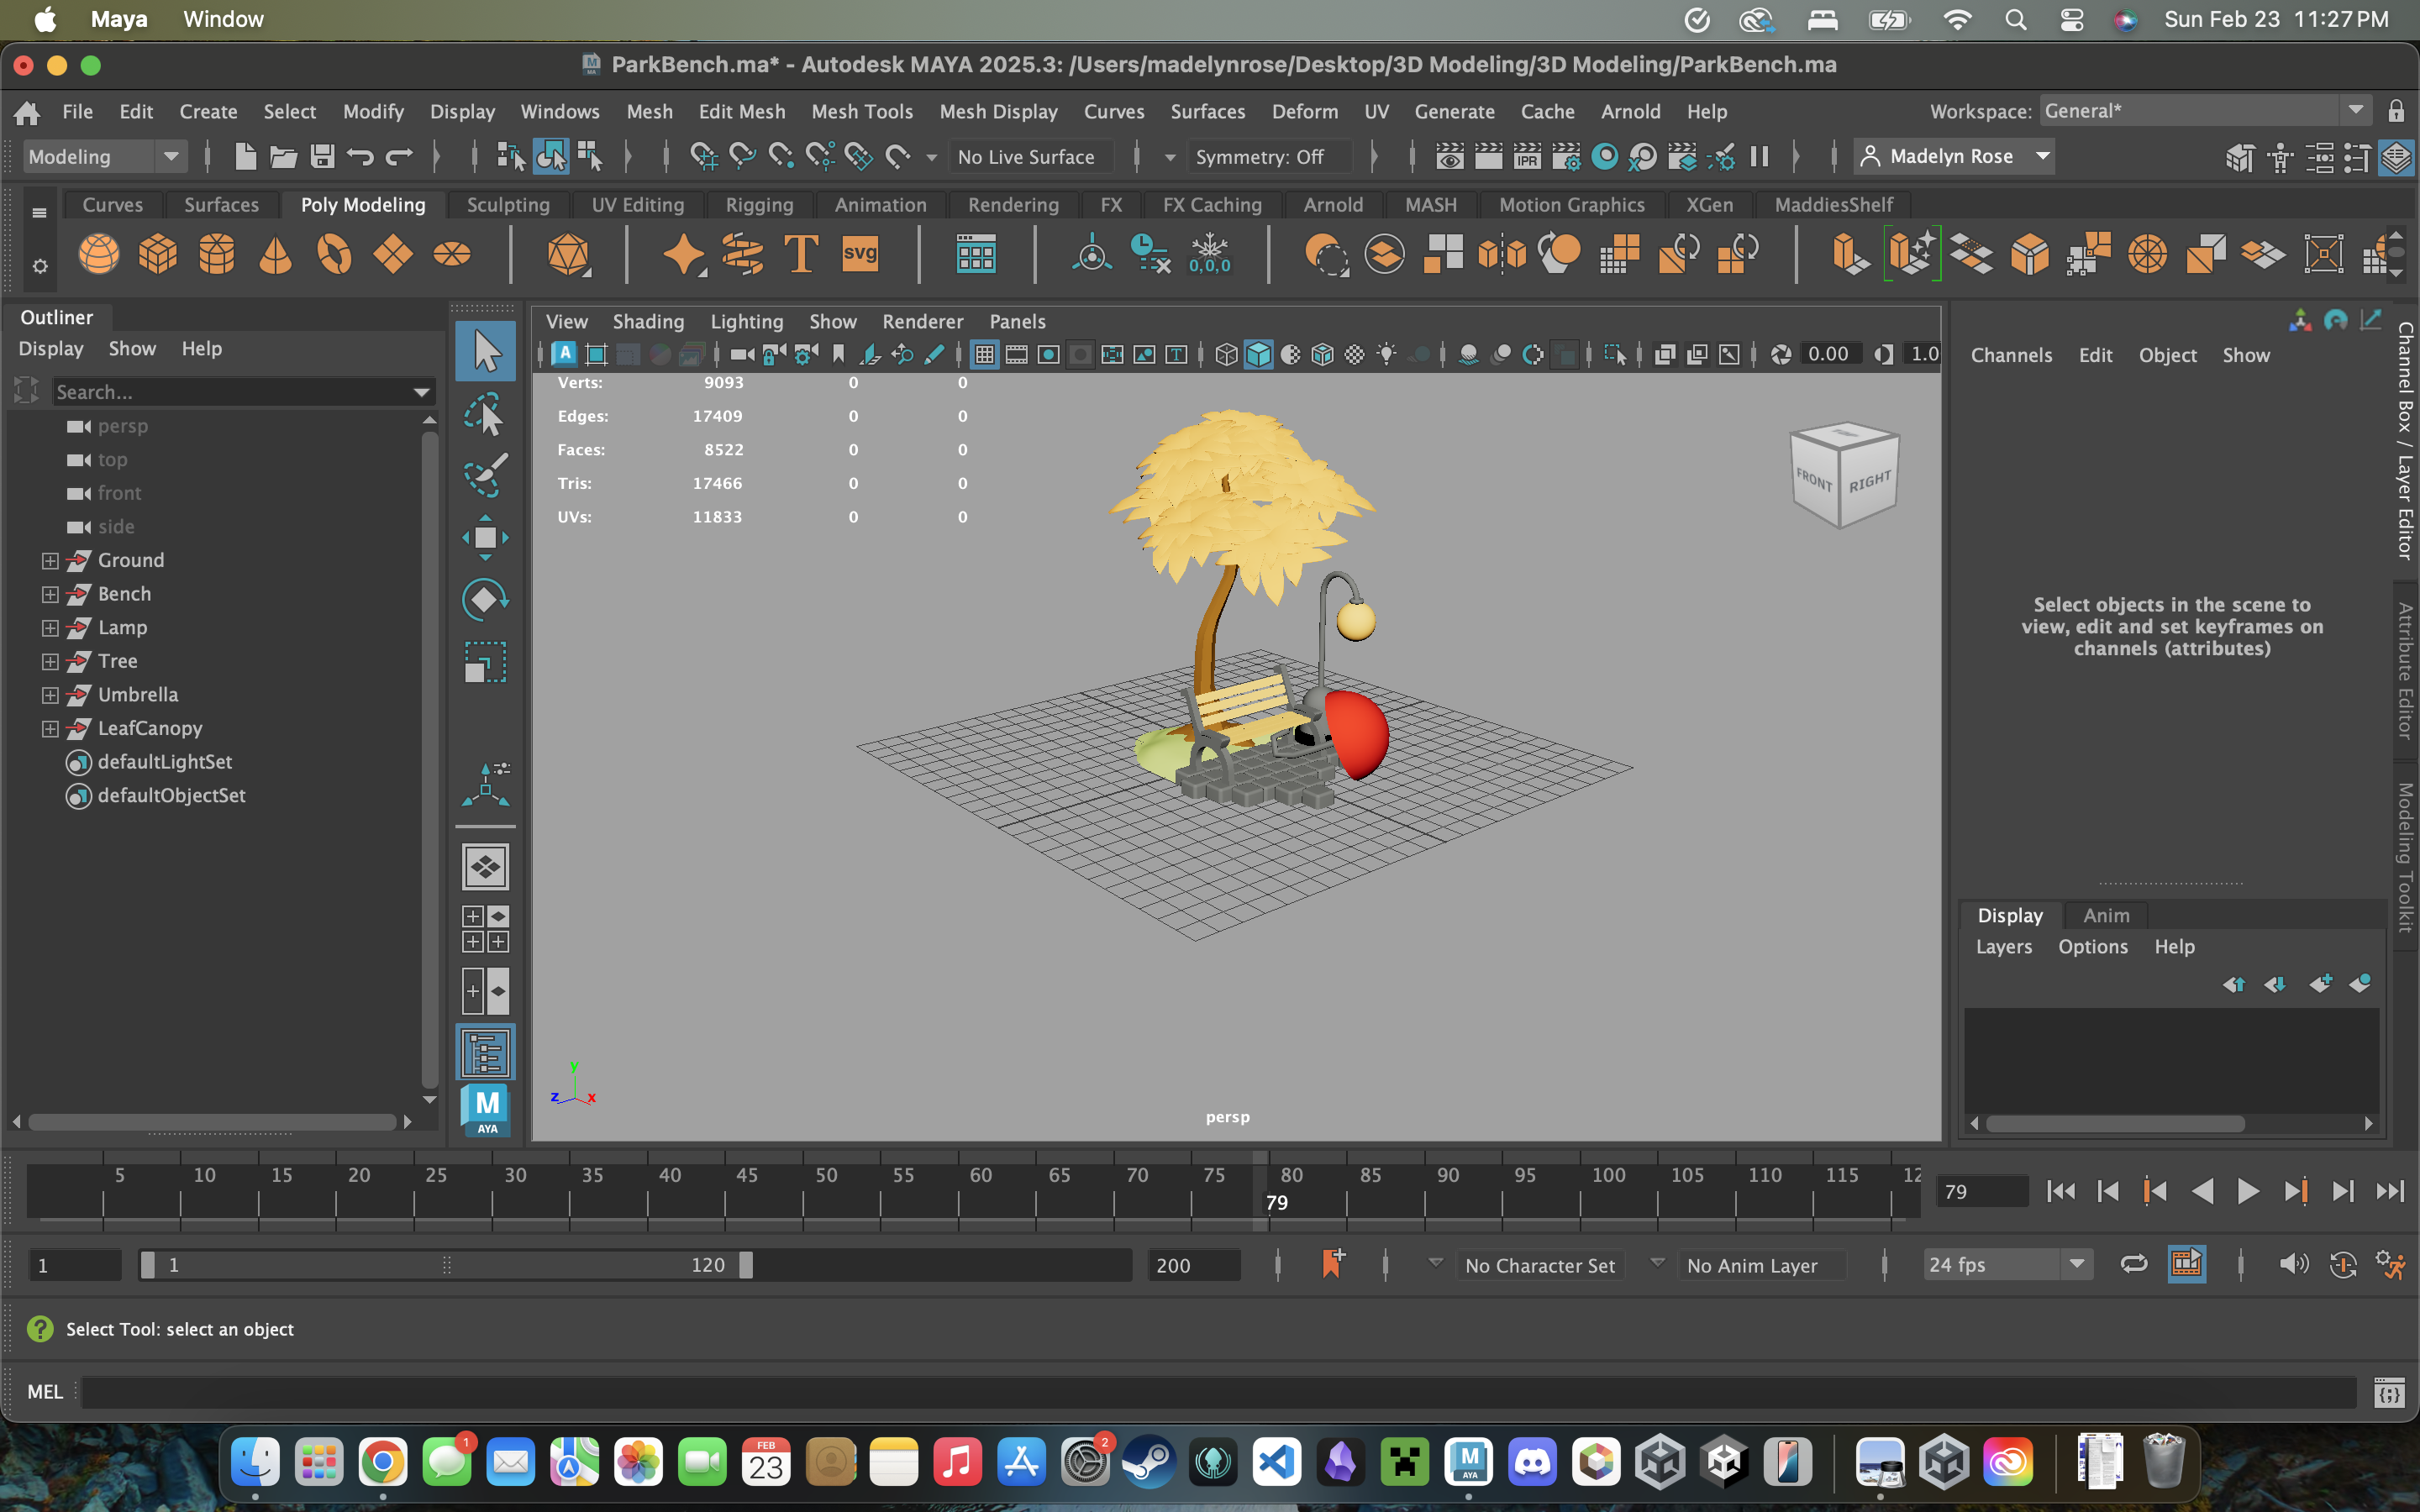 Maya Window Sun Feb 23 11:27 PM
ParkBench.ma* - Autodesk MAYA 2025.3: /Users/madelynrose/Desktop/3D Modeling/3D Modeling/ParkBench.ma
File Edit Create Select Modify Display Windows Mesh Edit Mesh Mesh Tools Mesh Display Curves Surfaces Deform UV Generate Cache Arnold Help Workspace: General*
Modeling No Live Surface Symmetry: Off IPR Madelyn Rose
Curves Surfaces Poly Modeling Sculpting UV Editing Rigging Animation Rendering FX FX Caching Arnold MASH Motion Graphics XGen MaddiesShelf
T svg 0,0,0
Outliner
Display Show Help
Search...
persp
top
front
side
Ground
Bench
Lamp
Tree
Umbrella
LeafCanopy
defaultLightSet
defaultObjectSet
M
AYA
View Shading Lighting Show Renderer Panels
A T 0.00 1.0
Verts: 9093 0 0
Edges: 17409 0 0
Faces: 8522 0 0
Tris: 17466 0 0
UVs: 11833 0 0
FRONT RIGHT
y
z x
persp
Channels Edit Object Show
Select objects in the scene to
view, edit and set keyframes on
channels (attributes)
Channel Box / Layer Editor
Attribute Editor
Modeling Toolkit
Display Anim
Layers Options Help
5 10 15 20 25 30 35 40 45 50 55 60 65 70 75 80 85 90 95 100 105 110 115 12
79
79
1 1 120 200 No Character Set No Anim Layer 24 fps
? Select Tool: select an object
MEL
1 FEB 23 2 M AYA